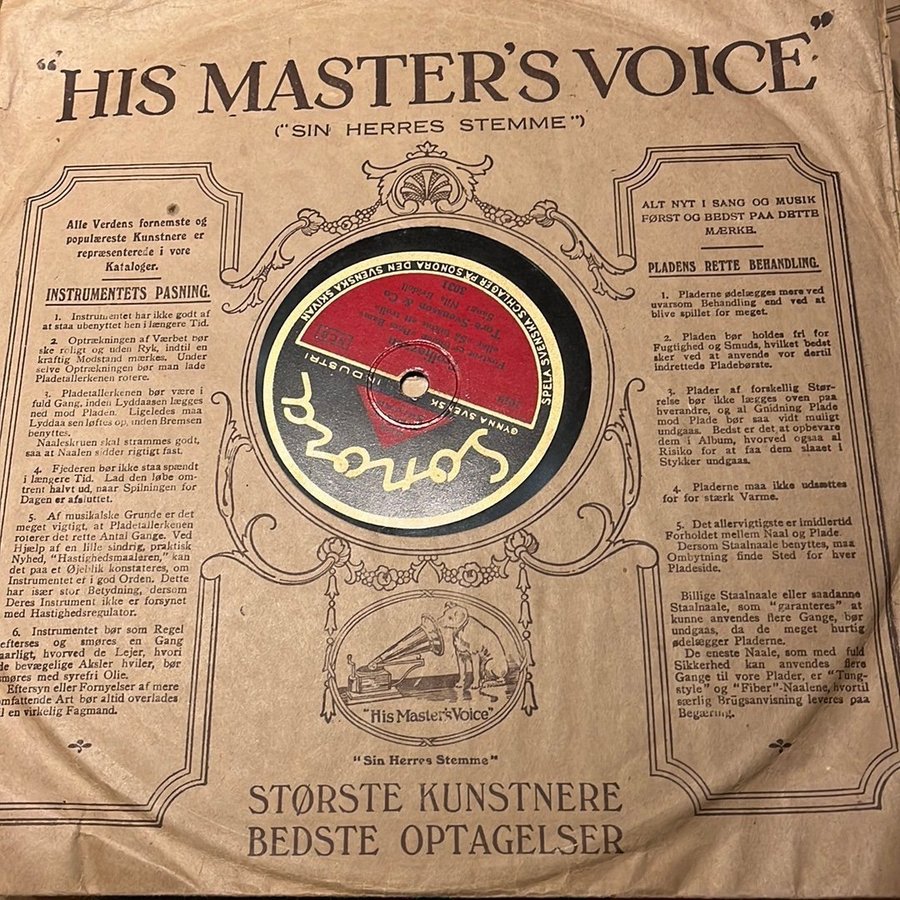 “HIS MASTER'S VOICE”
("SIN HERRES STEMME")
Alle Verdens fornemste og
populæreste Kunstnere er
repræsenterede i vore
Kataloger.
INSTRUMENTETS PASNING.
1. Instrumentet har ikke godt af
at staa ubenyttet hen i længere Tid.
2. Optrækningen af Værbet bør
ske roligt og uden Ryk, indtil en
kraftig Modstand mærkes. Under
selve Optrækningen bør man lade
Pladetallerkenen rotere.
3. Pladetallerkenen bør være i
fuld Gang, inden Lyddaasen lægges
ned mod Pladen. Ligeledes maa
Lyddaasen løftes op, inden Bremsen
benyttes.
Naaleskruen skal strammes godt,
saa at Naalen sidder rigtigt fast.
4. Fjederen bør ikke staa spændt
i længere Tid. Lad den løbe om-
trent halvt ud, naar Spilningen for
Dagen er afsluttet.
5. Af musikalske Grunde er det
meget vigtigt, at Pladetallerkenen
roterer det rette Antal Gange. Ved
Hjælp af en lille sindrig, praktisk
Nyhed, "Hastighedsmaaleren," kan
det paa et Øjeblik konstateres, om
Instrumentet er i god Orden. Dette
har især stor Betydning, dersom
Deres Instrument ikke er forsynet
med Hastighedsregulator.
6. Instrumentet bør som Regel
efterses og smøres en Gang
aarligt, hvorved de Lejer, hvori
de bevægelige Aksler hviler, bør
smøres med syrefri Olie.
Eftersyn eller Fornyelser af mere
omfattende Art bør altid overlades
til en virkelig Fagmand.
SPELA SVENSKA SCHLAGER PÅ SONORA DEN SVENSKA SKIVAN
GYNNA SVENSK INDUSTRI
Sonora
3031
ALT NYT I SANG OG MUSIK
FØRST OG BEDST PAA DETTE
MÆRKE.
PLADENS RETTE BEHANDLING.
1. Pladerne ødelægges mere ved
uvarsom Behandling end ved at
blive spillet for meget.
2. Pladen bør holdes fri for
Fugtighed og Smuds, hvilket bedst
sker ved at anvende vor dertil
indrettede Pladebørste.
3. Plader af forskellig Stør-
relse bør ikke lægges oven paa
hverandre, og al Gnidning Plade
mod Plade bør saa vidt muligt
undgaas. Bedst er det, at opbevare
dem i Album, hvorved ogsaa al
Risiko for at faa dem slaaet i
Stykker undgaas.
4. Pladerne maa ikke udsættes
for for stærk Varme.
5. Det allervigtigste er imidlertid
Forholdet mellem Naal og Plade.
Dersom Staalnaale benyttes, maa
Ombytning finde Sted for hver
Pladeside.
Billige Staalnaale eller saadanne
Staalnaale, som "garanteres" at
kunne anvendes flere Gange, bør
undgaas, da de meget hurtig
ødelægger Pladerne.
De eneste Naale, som med fuld
Sikkerhed kan anvendes flere
Gange til vore Plader, er "Tung-
style" og "Fiber"-Naalene, hvortil
særlig Brugsanvisning leveres paa
Begæring.
"His Master's Voice"
"Sin Herres Stemme"
STØRSTE KUNSTNERE
BEDSTE OPTAGELSER